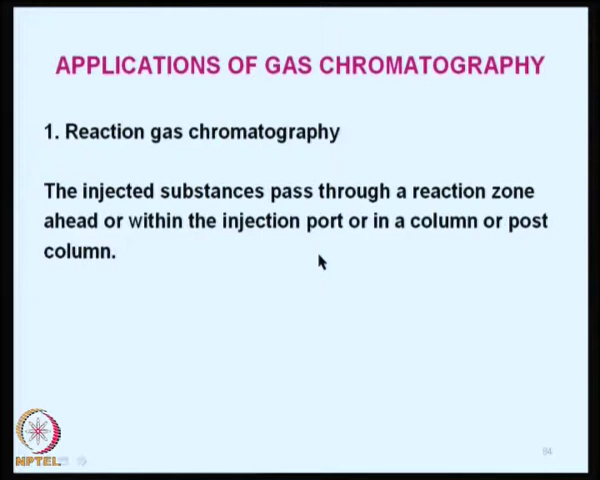 APPLICATIONS OF GAS CHROMATOGRAPHY
1. Reaction gas chromatography
The injected substances pass through a reaction zone
ahead or within the injection port or in a column or post
column.
NPTEL
84